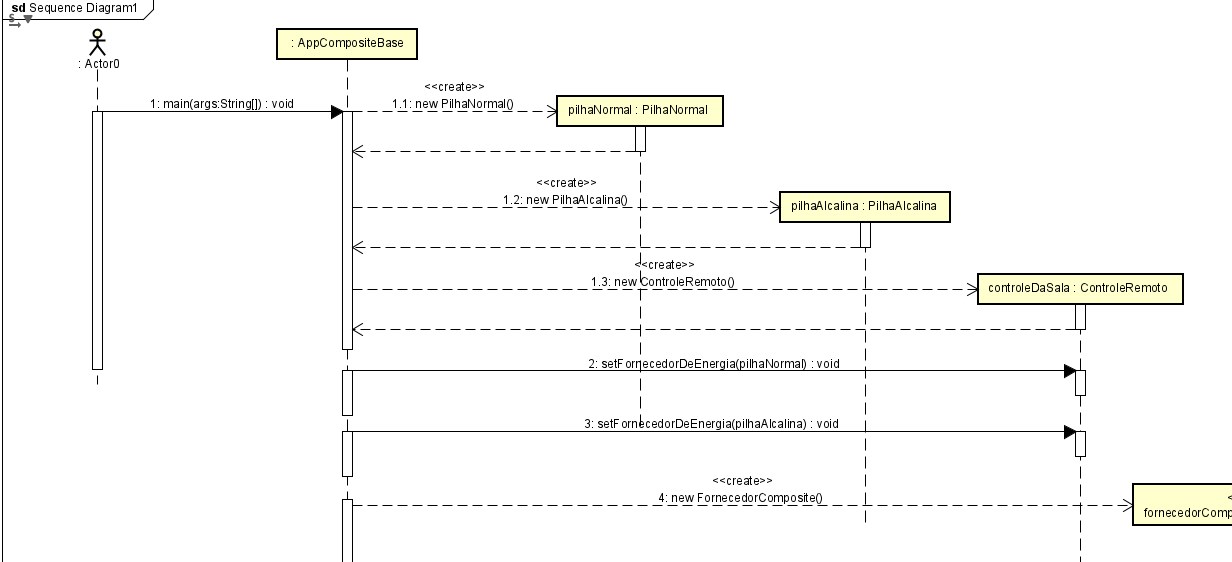 sd Sequence Diagram1
: Actor0
: AppCompositeBase
<<create>>
1: main(args:String[]) : void
1.1: new PilhaNormal()
pilhaNormal : PilhaNormal
<<create>>
1.2: new PilhaAlcalina()
pilhaAlcalina : PilhaAlcalina
<<create>>
1.3: new ControleRemoto()
controleDaSala : ControleRemoto
2: setFornecedorDeEnergia(pilhaNormal) : void
3: setFornecedorDeEnergia(pilhaAlcalina) : void
<<create>>
4: new FornecedorComposite()